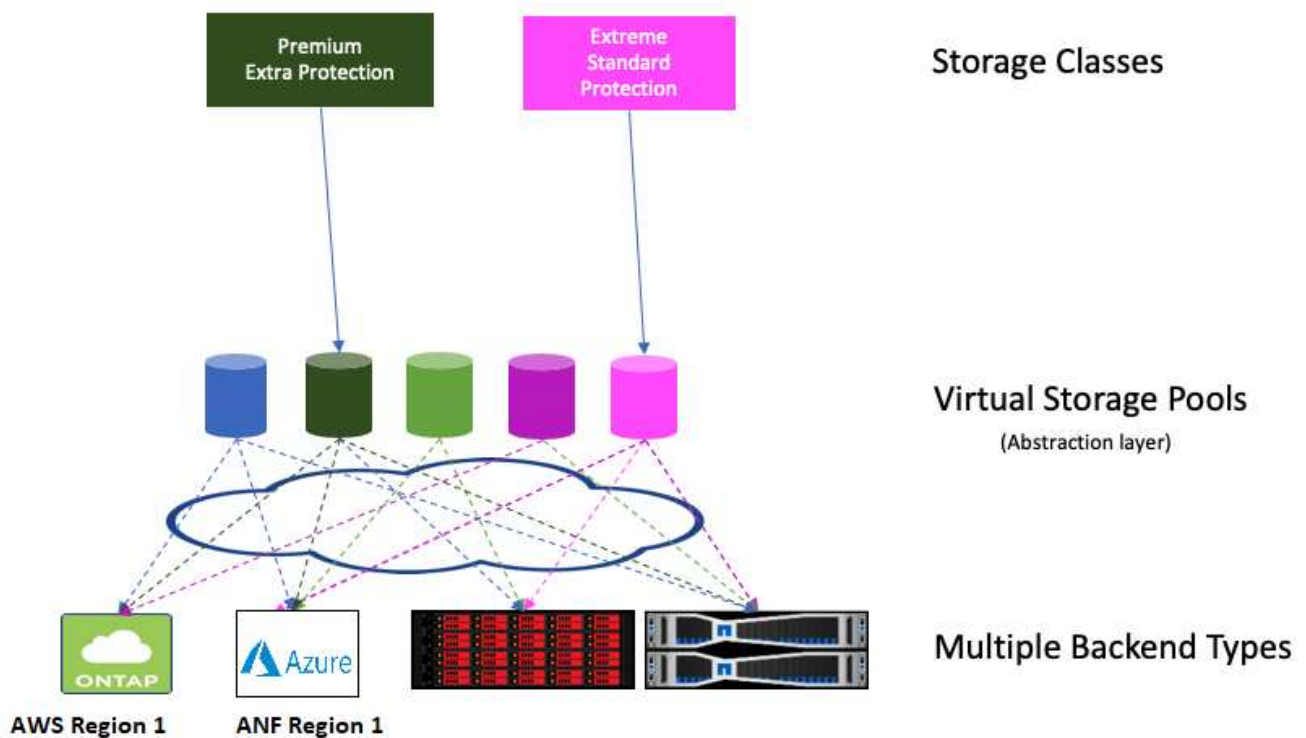 Premium
Extra Protection
Extreme
Standard
Protection
Storage Classes
Virtual Storage Pools
(Abstraction layer)
ONTAP
Azure
Multiple Backend Types
AWS Region 1
ANF Region 1